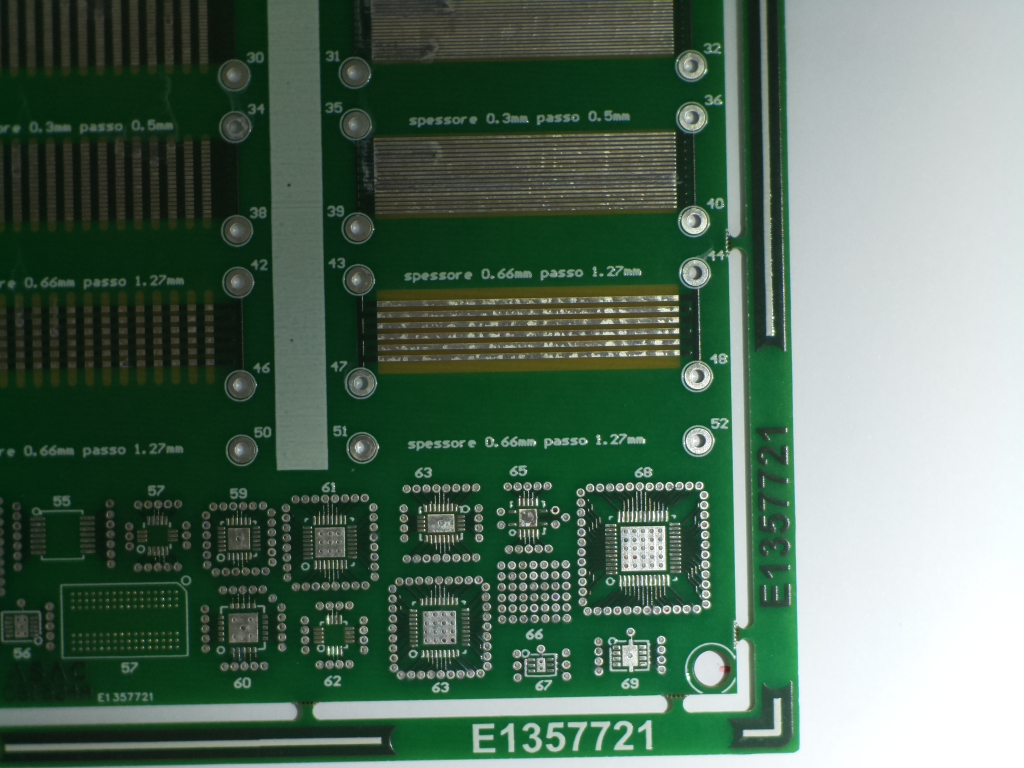 30 31 32
34 35 36
spessore 0.3mm passo 0.5mm
0.3mm passo 0.5mm
38 39 40
42 43 44
spessore 0.66mm passo 1.27mm
0.66mm passo 1.27mm
46 47 48
50 51 52
spessore 0.66mm passo 1.27mm
0.66mm passo 1.27mm
55 57 59 61 63 65 68
56 57 60 62 63 66 67 69
E1357721
E1357721
E1357721